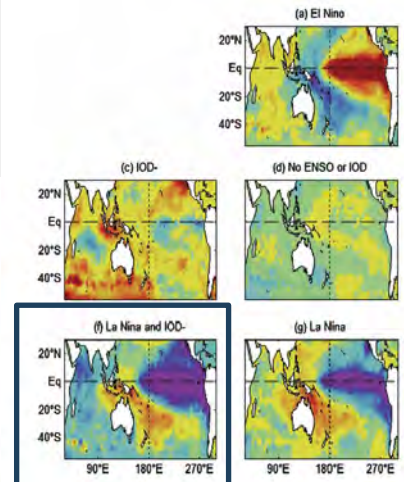 (a) El Nino
20°N
Eq
20°S
40°S
(c) IOD-
(d) No ENSO or IOD
20°N
Eq
20°S
40°S
(f) La Nina and IOD-
(g) La Nina
20°N
Eq
20°S
40°S
90°E 180°E 270°E
90°E 180°E 270°E